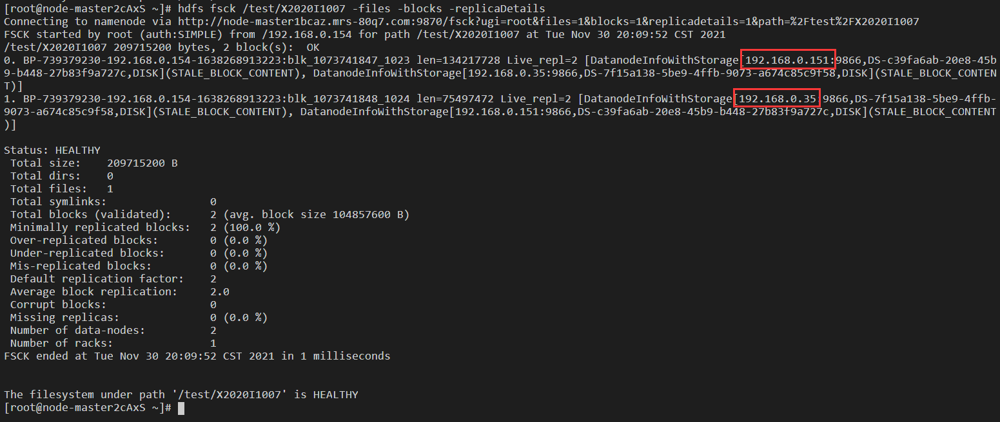 [root@node-master2cAxS ~]# hdfs fsck /test/X2020I1007 -files -blocks -replicaDetails
Connecting to namenode via http://node-master1bcaz.mrs-80q7.com:9870/fsck?ugi=root&files=1&blocks=1&replicadetails=1&path=%2Ftest%2FX2020I1007
FSCK started by root (auth:SIMPLE) from /192.168.0.154 for path /test/X2020I1007 at Tue Nov 30 20:09:52 CST 2021
/test/X2020I1007 209715200 bytes, 2 block(s):  OK
0. BP-739379230-192.168.0.154-1638268913223:blk_1073741847_1023 len=134217728 Live_repl=2 [DatanodeInfoWithStorage[192.168.0.151:9866,DS-c39fa6ab-20e8-45b
9-b448-27b83f9a727c,DISK](STALE_BLOCK_CONTENT), DatanodeInfoWithStorage[192.168.0.35:9866,DS-7f15a138-5be9-4ffb-9073-a674c85c9f58,DISK](STALE_BLOCK_CONTEN
T)]
1. BP-739379230-192.168.0.154-1638268913223:blk_1073741848_1024 len=75497472 Live_repl=2 [DatanodeInfoWithStorage[192.168.0.35:9866,DS-7f15a138-5be9-4ffb-
9073-a674c85c9f58,DISK](STALE_BLOCK_CONTENT), DatanodeInfoWithStorage[192.168.0.151:9866,DS-c39fa6ab-20e8-45b9-b448-27b83f9a727c,DISK](STALE_BLOCK_CONTENT
)]
Status: HEALTHY
 Total size:    209715200 B
 Total dirs:    0
 Total files:   1
 Total symlinks:                0
 Total blocks (validated):      2 (avg. block size 104857600 B)
 Minimally replicated blocks:   2 (100.0 %)
 Over-replicated blocks:        0 (0.0 %)
 Under-replicated blocks:       0 (0.0 %)
 Mis-replicated blocks:         0 (0.0 %)
 Default replication factor:    2
 Average block replication:     2.0
 Corrupt blocks:                0
 Missing replicas:              0 (0.0 %)
 Number of data-nodes:          2
 Number of racks:               1
FSCK ended at Tue Nov 30 20:09:52 CST 2021 in 1 milliseconds
The filesystem under path '/test/X2020I1007' is HEALTHY
[root@node-master2cAxS ~]#